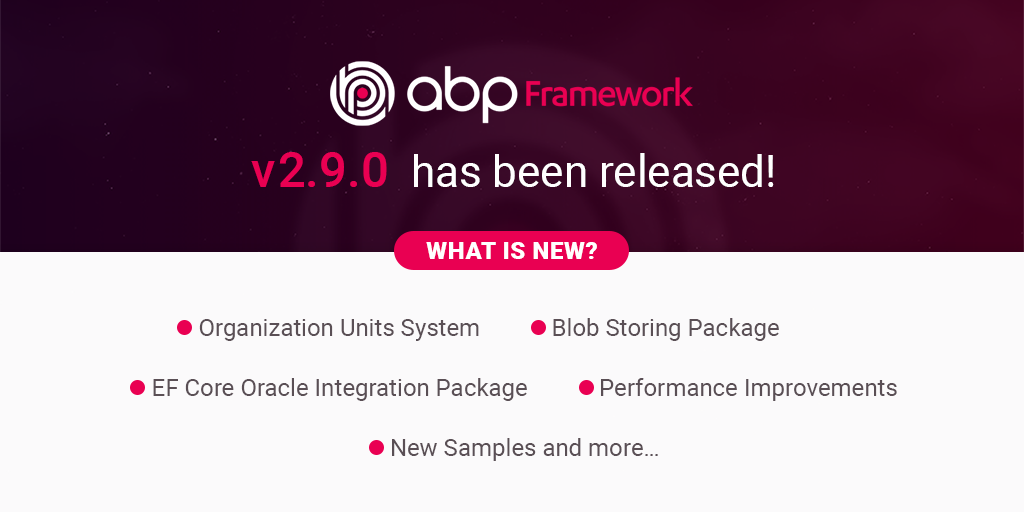 abp Framework
v2.9.0 has been released!
WHAT IS NEW?
Organization Units System
Blob Storing Package
EF Core Oracle Integration Package
Performance Improvements
New Samples and more...